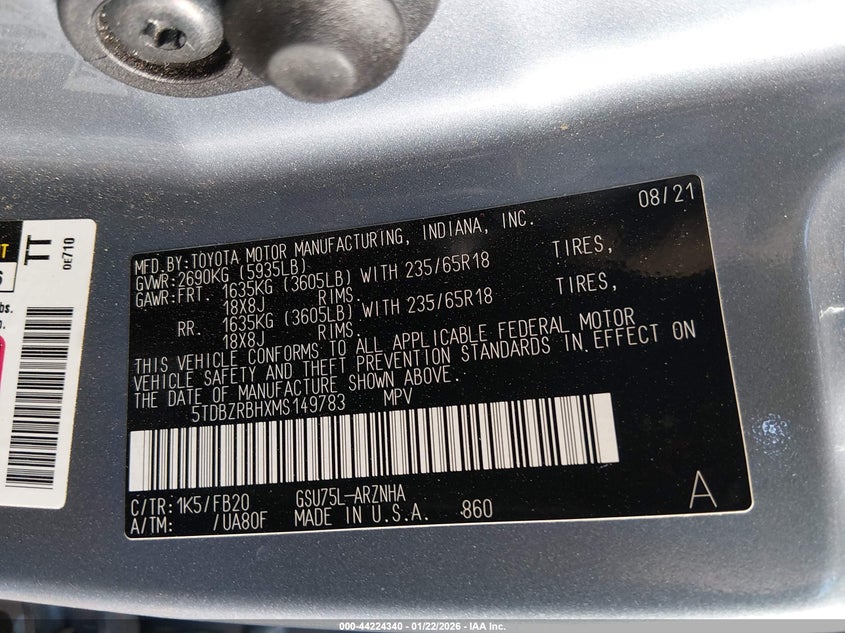 TT
0E710
08/21
MFD.BY:TOYOTA MOTOR MANUFACTURING, INDIANA, INC.
GVWR:2690KG (5935LB)
GAWR:FRT. 1635KG (3605LB) WITH 235/65R18 TIRES,
18X8J RIMS.
RR. 1635KG (3605LB) WITH 235/65R18 TIRES,
18X8J RIMS.
THIS VEHICLE CONFORMS TO ALL APPLICABLE FEDERAL MOTOR
VEHICLE SAFETY AND THEFT PREVENTION STANDARDS IN EFFECT ON
THE DATE OF MANUFACTURE SHOWN ABOVE.
5TDBZRBHXMS149783 MPV
C/TR:1K5/FB20 GSU75L-ARZNHA
A/TM: /UA80F MADE IN U.S.A. 860
A
000-44224340 - 01/22/2026 - IAA Inc.